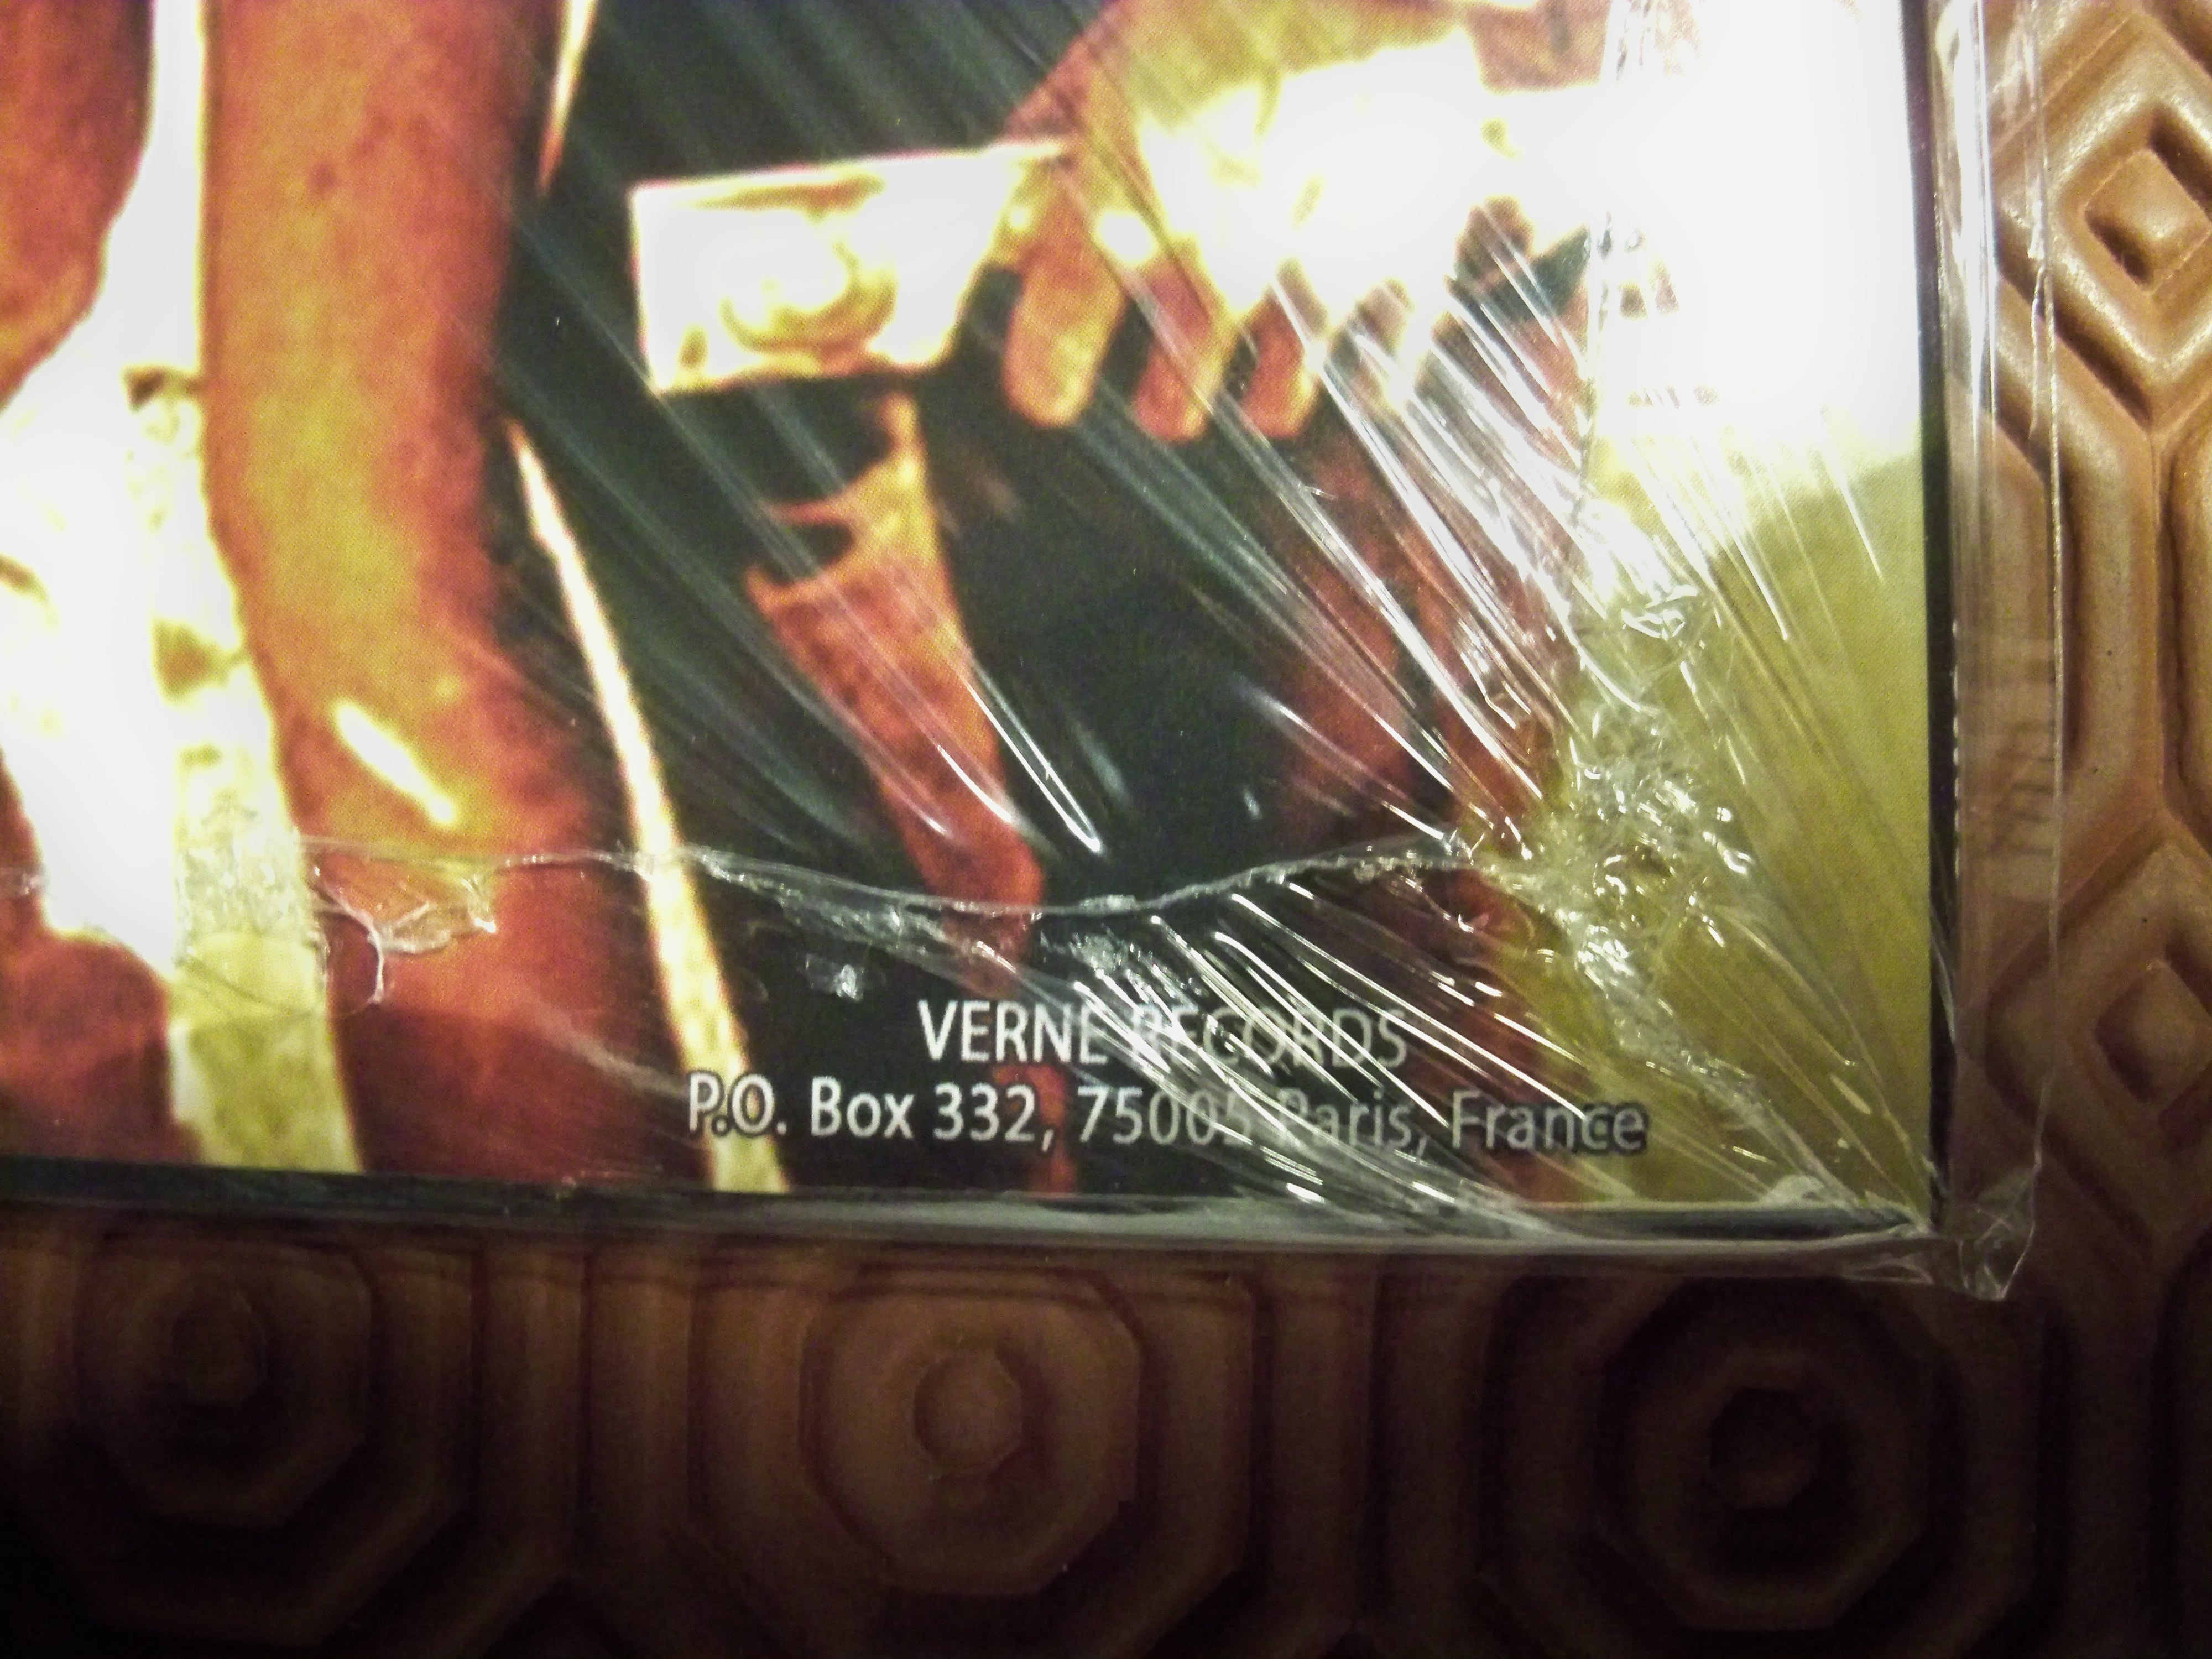 VERNE RECORDS
P.O. Box 332, 75005 Paris, France